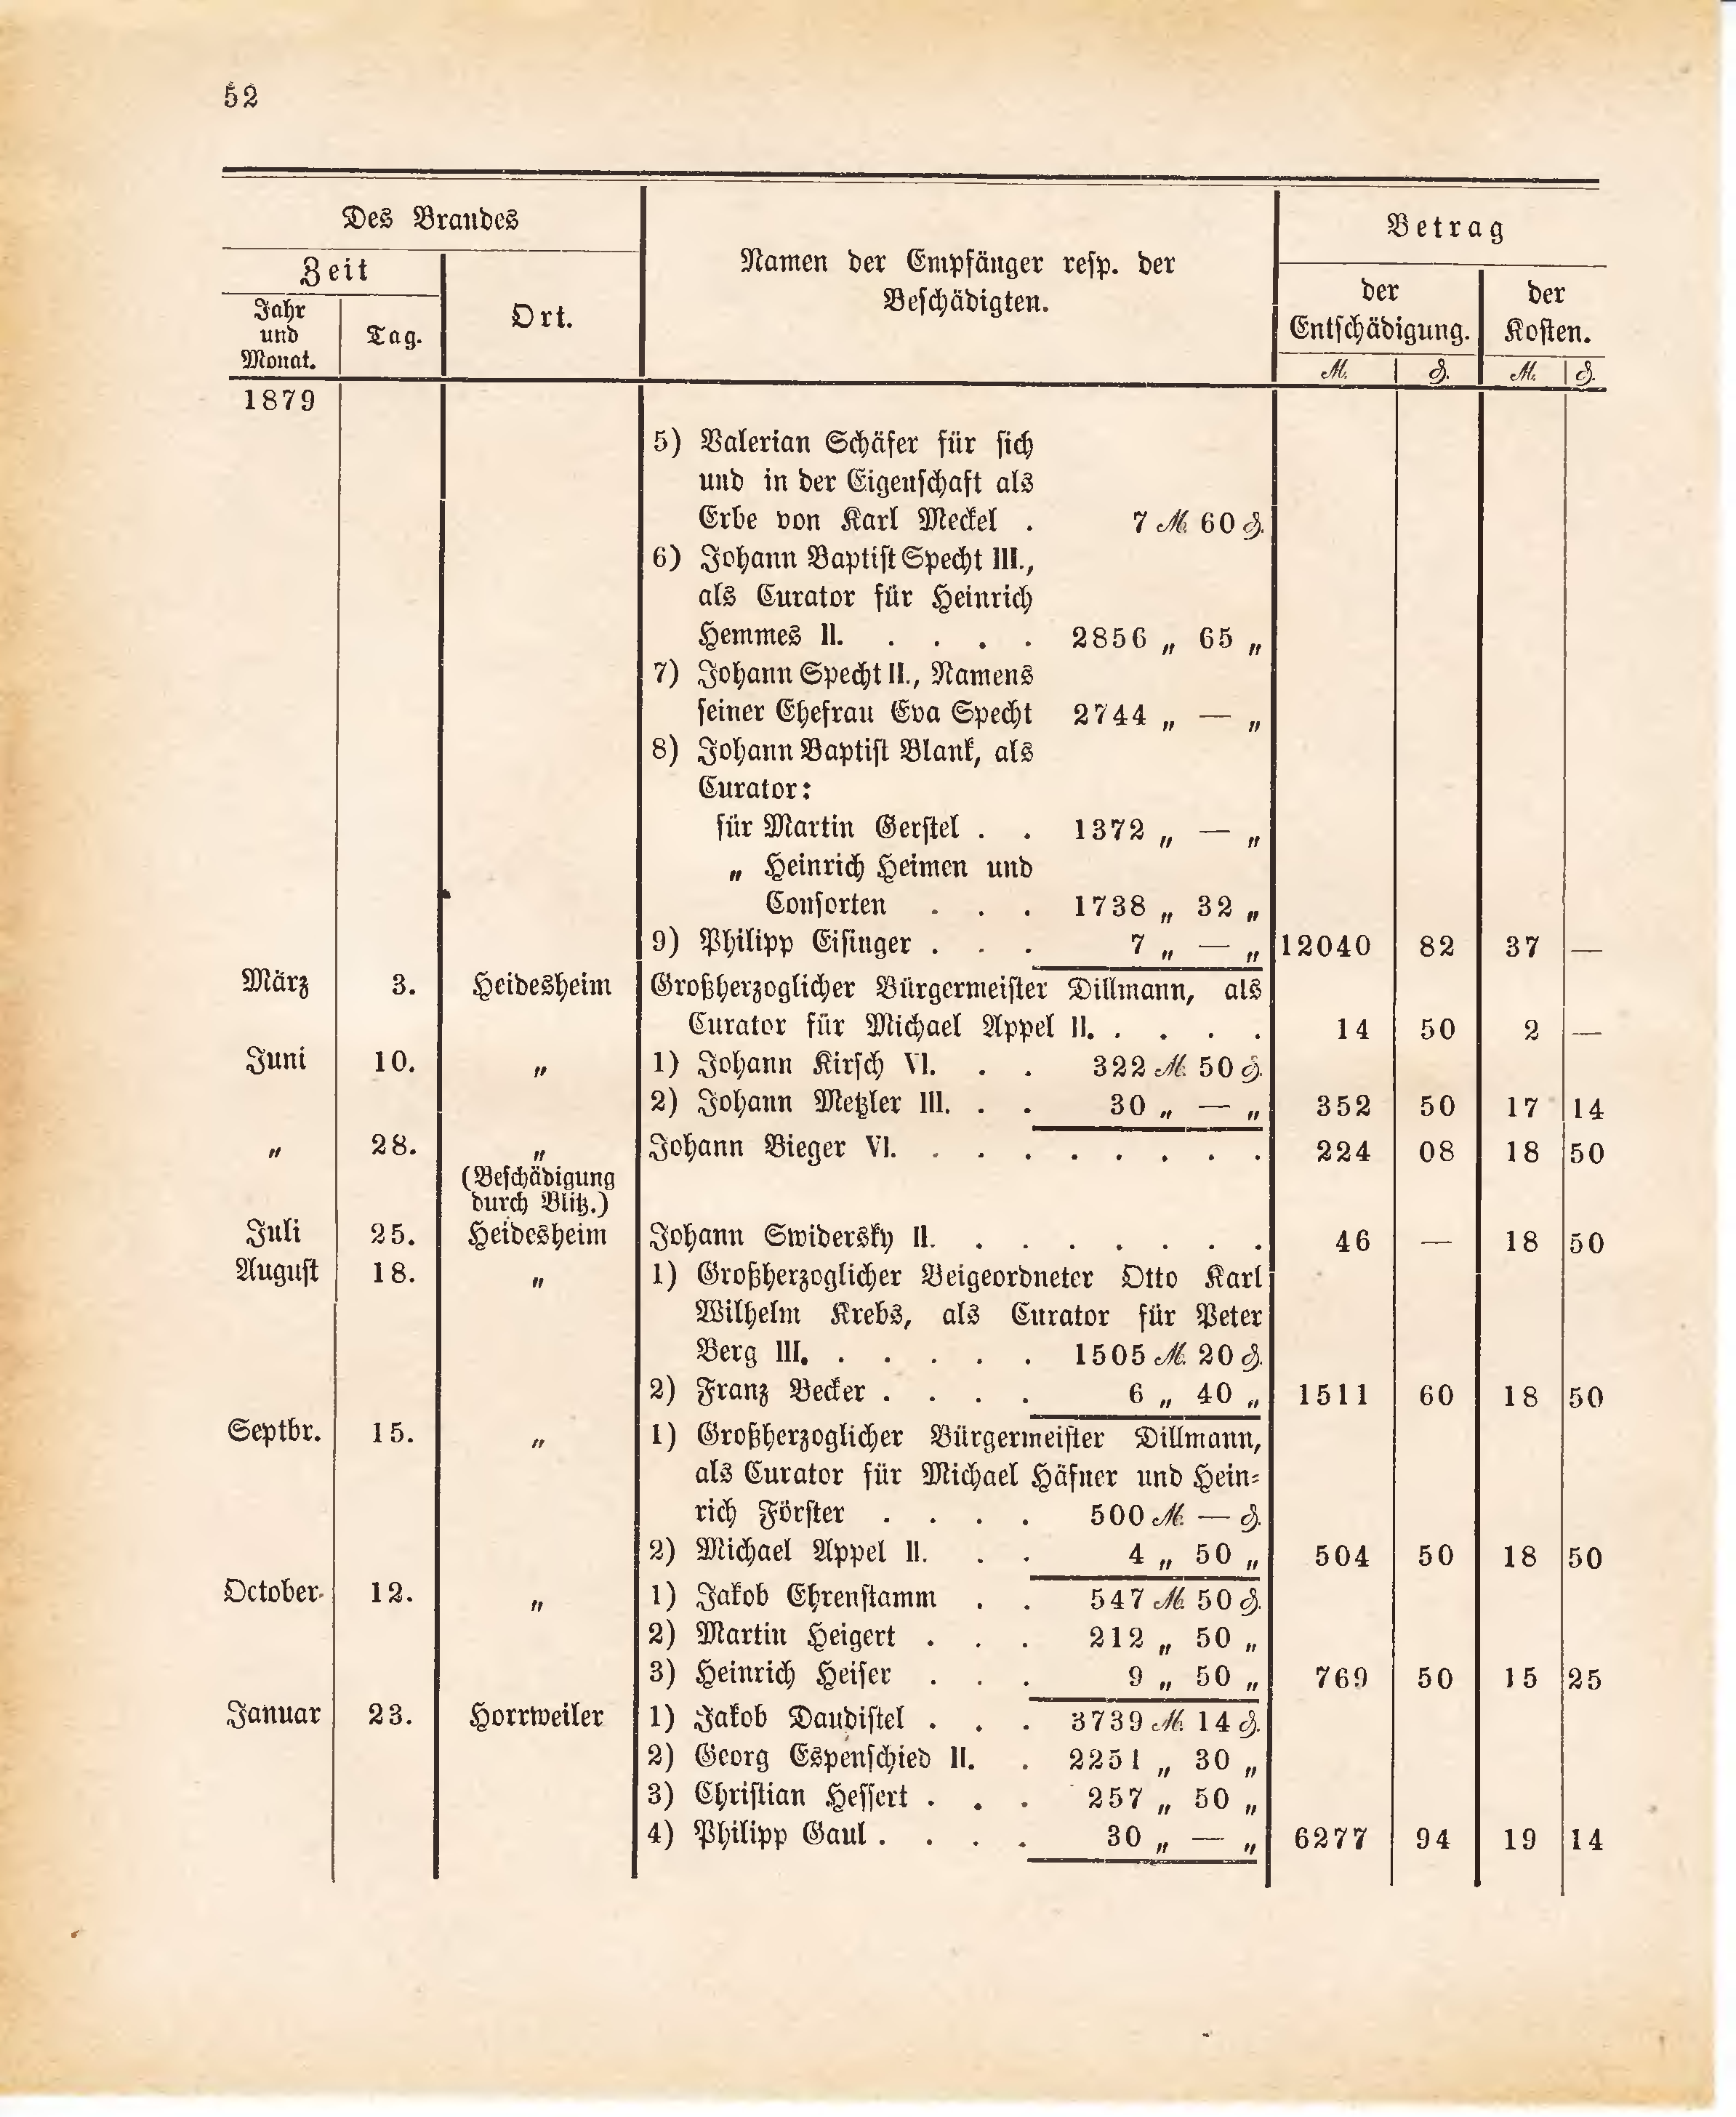 52
Des Brandes
Betrag
Zeit
Namen der Empfänger resp. der
Beschädigten.
Jahr
und
Monat.
Tag.
Ort.
der
Entschädigung.
der
Kosten.
M. | ₰. | M. | ₰.
1879
5) Valerian Schäfer für sich
und in der Eigenschaft als
Erbe von Karl Meckel . 7 M. 60 ₰.
6) Johann Baptist Specht III.,
als Curator für Heinrich
Hemmes II. . . . . 2856 „ 65 „
7) Johann Specht II., Namens
seiner Ehefrau Eva Specht 2744 „ — „
8) Johann Baptist Blank, als
Curator:
für Martin Gerstel . . 1372 „ — „
„ Heinrich Heimen und
Consorten . . . 1738 „ 32 „
9) Philipp Eisinger . . . 7 „ — „ 12040 82 37 —
März 3. Heidesheim Großherzoglicher Bürgermeister Dillmann, als
Curator für Michael Appel II. . . . . 14 50 2 —
Juni 10. „ 1) Johann Kirsch VI. . . 322 M. 50 ₰.
2) Johann Metzler III. . . 30 „ — „ 352 50 17 14
„ 28. „ Johann Bieger VI. . . . . . . . . 224 08 18 50
(Beschädigung
durch Blitz.)
Juli 25. Heidesheim Johann Swidersky II. . . . . . . . 46 — 18 50
August 18. „ 1) Großherzoglicher Beigeordneter Otto Karl
Wilhelm Krebs, als Curator für Peter
Berg III. . . . . . 1505 M. 20 ₰.
2) Franz Becker . . . . 6 „ 40 „ 1511 60 18 50
Septbr. 15. „ 1) Großherzoglicher Bürgermeister Dillmann,
als Curator für Michael Häfner und Hein-
rich Förster . . . . 500 M. — ₰.
2) Michael Appel II. . . 4 „ 50 „ 504 50 18 50
October 12. „ 1) Jakob Ehrenstamm . . 547 M. 50 ₰.
2) Martin Heigert . . . 212 „ 50 „
3) Heinrich Heiser . . . 9 „ 50 „ 769 50 15 25
Januar 23. Horrweiler 1) Jakob Daudistel . . . 3739 M. 14 ₰.
2) Georg Espenschied II. . 2251 „ 30 „
3) Christian Hessert . . . 257 „ 50 „
4) Philipp Gaul . . . . 30 „ — „ 6277 94 19 14